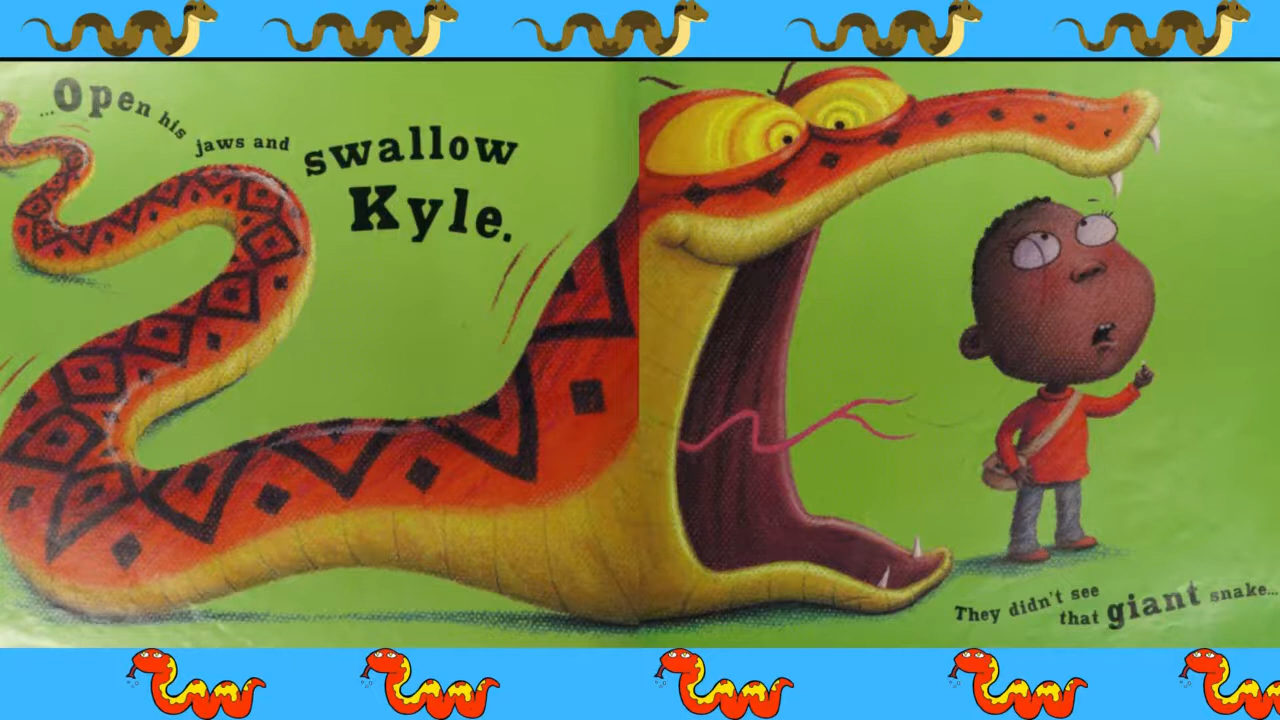 ...Open his jaws and
swallow
Kyle.
They didn't see
that giant snake...